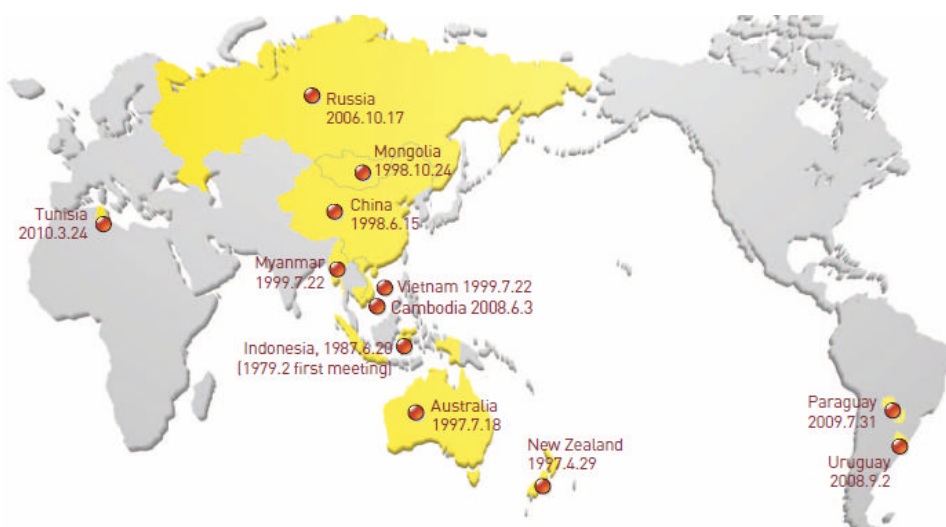 Russia
2006.10.17
Mongolia
1998.10.24
China
1998.6.15
Tunisia
2010.3.24
Myanmar
1999.7.22
Vietnam 1999.7.22
Cambodia 2008.6.3
Indonesia, 1987.6.20
(1979.2 first meeting)
Australia
1997.7.18
Paraguay
2009.7.31
New Zealand
1997.4.29
Uruguay
2008.9.2